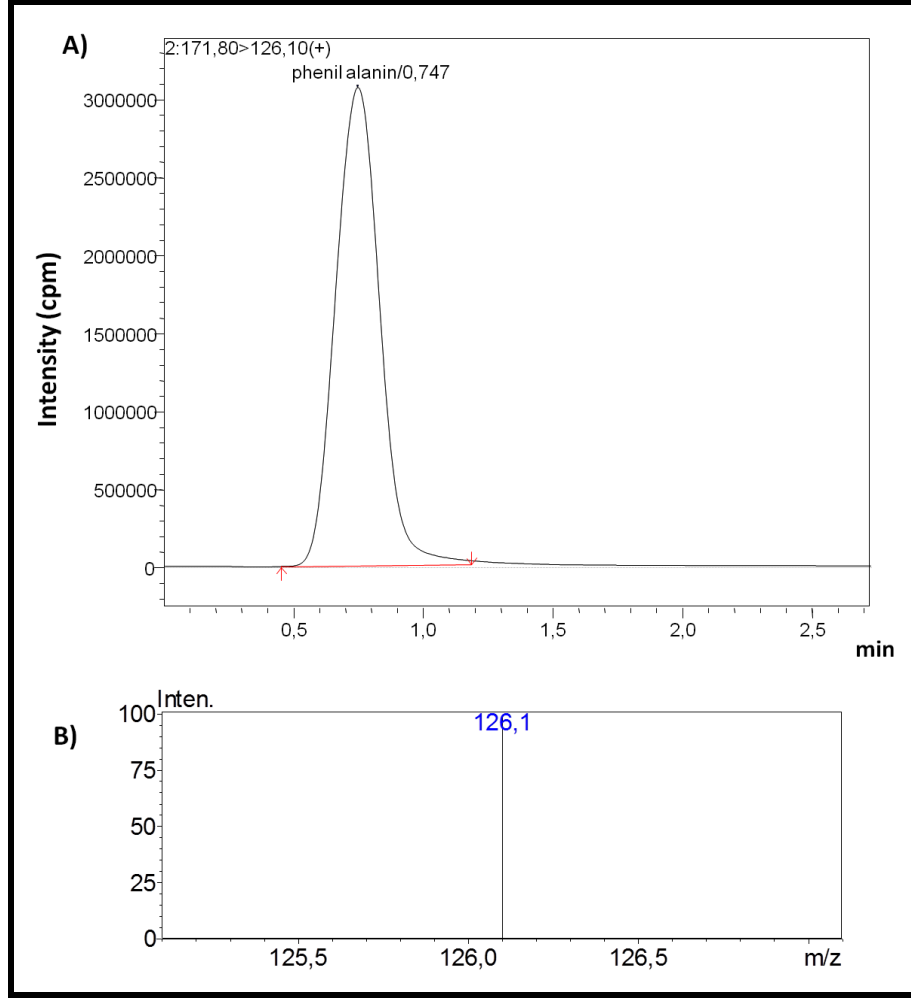 A)
2:171,80>126,10(+)
phenil alanin/0,747
3000000
2500000
2000000
1500000
1000000
500000
0
Intensity (cpm)
0,5 1,0 1,5 2,0 2,5
min
B)
Inten.
126,1
100
75
50
25
0
125,5 126,0 126,5 m/z